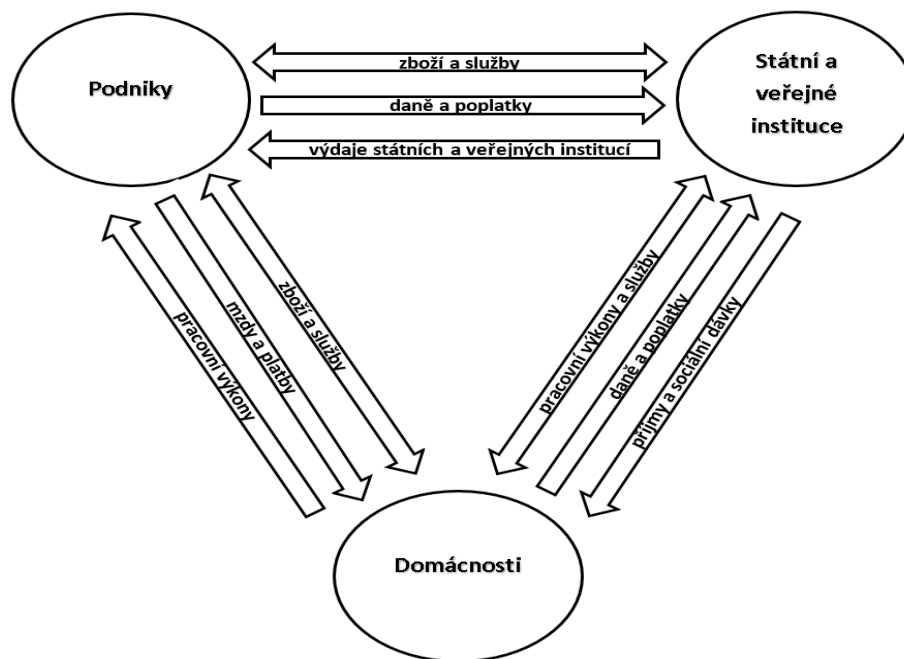 Podniky
zboží a služby
daně a poplatky
výdaje státních a veřejných institucí
Státní a
veřejné
instituce
pracovní výkony
mzdy a platby
zboží a služby
pracovní výkony a služby
daně a poplatky
příjmy a sociální dávky
Domácnosti